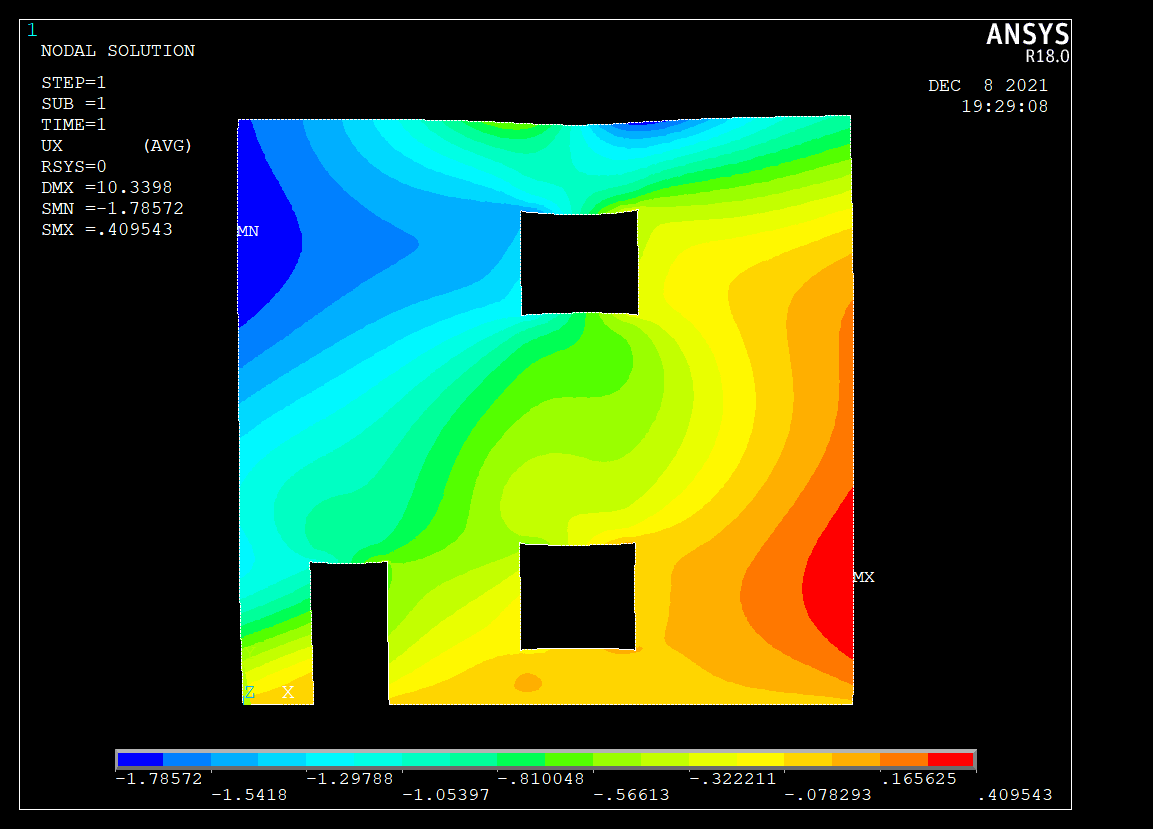 1
ANSYS
R18.0
NODAL SOLUTION
STEP=1
SUB =1
TIME=1
UX (AVG)
RSYS=0
DMX =10.3398
SMN =-1.78572
SMX =.409543
DEC 8 2021
19:29:08
MN
MX
Z X
-1.78572 -1.29788 -.810048 -.322211 .165625
-1.5418 -1.05397 -.56613 -.078293 .409543